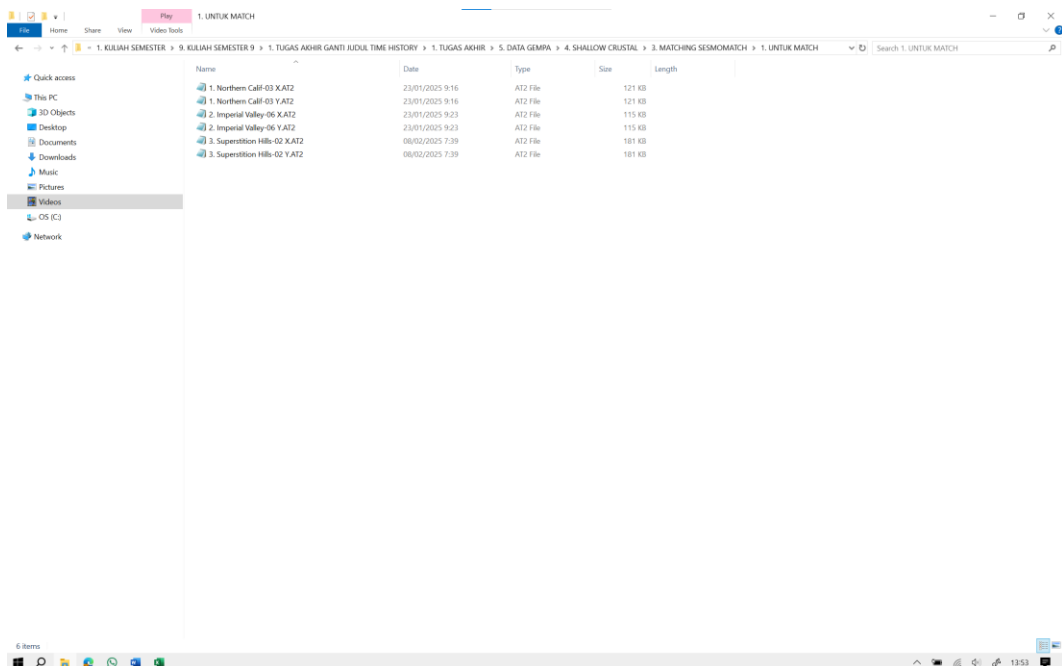 Play 1. UNTUK MATCH
File Home Share View Video Tools
1. KULIAH SEMESTER > 9. KULIAH SEMESTER 9 > 1. TUGAS AKHIR GANTI JUDUL TIME HISTORY > 1. TUGAS AKHIR > 5. DATA GEMPA > 4. SHALLOW CRUSTAL > 3. MATCHING SESMOMATCH > 1. UNTUK MATCH Search 1. UNTUK MATCH
Name Date Type Size Length
Quick access
This PC
3D Objects
Desktop
Documents
Downloads
Music
Pictures
Videos
OS (C:)
Network
1. Northern Calif-03 X.AT2 23/01/2025 9:16 AT2 File 121 KB
1. Northern Calif-03 Y.AT2 23/01/2025 9:16 AT2 File 121 KB
2. Imperial Valley-06 X.AT2 23/01/2025 9:23 AT2 File 115 KB
2. Imperial Valley-06 Y.AT2 23/01/2025 9:23 AT2 File 115 KB
3. Superstition Hills-02 X.AT2 08/02/2025 7:39 AT2 File 181 KB
3. Superstition Hills-02 Y.AT2 08/02/2025 7:39 AT2 File 181 KB
6 items
13:53